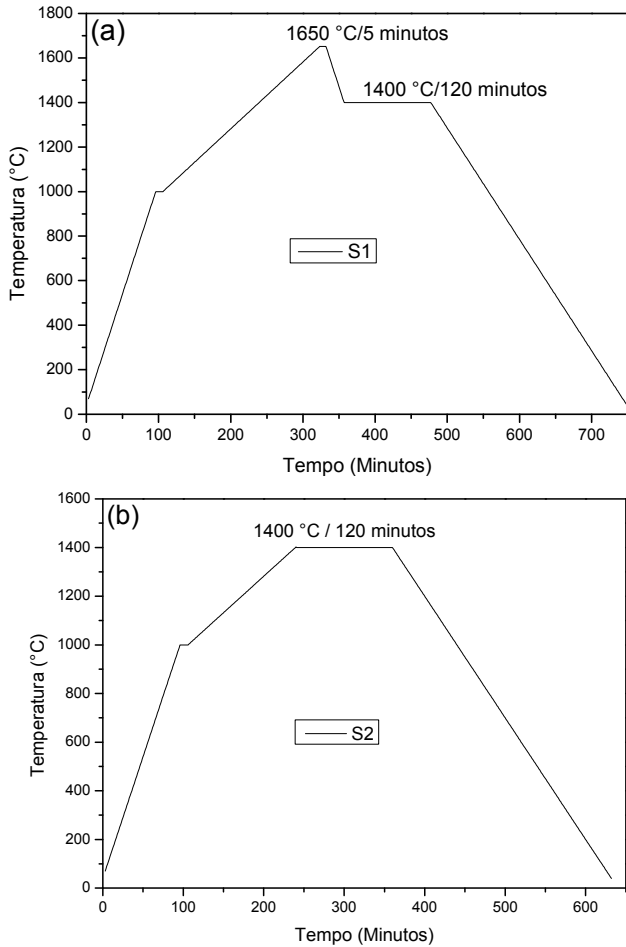 (a)
1650 °C/5 minutos
1400 °C/120 minutos
1800
1600
1400
1200
1000
800
600
400
200
0
Temperatura (°C)
S1
0 100 200 300 400 500 600 700
Tempo (Minutos)
(b)
1400 °C / 120 minutos
1600
1400
1200
1000
800
600
400
200
0
Temperatura (°C)
S2
0 100 200 300 400 500 600
Tempo (Minutos)